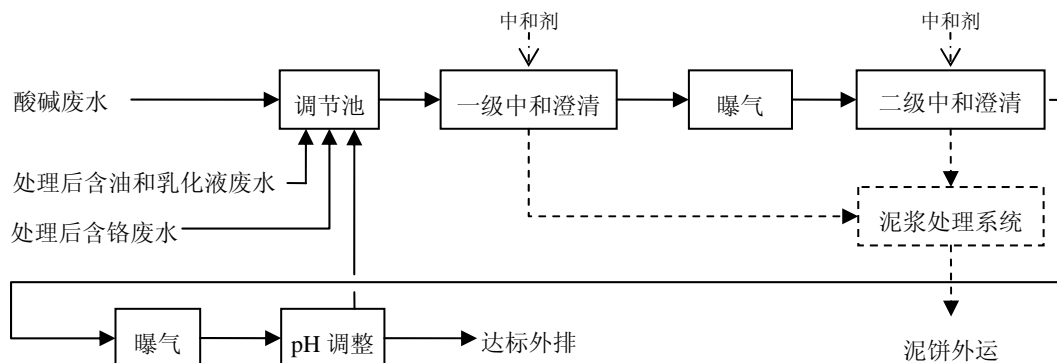 中和剂
中和剂
酸碱废水
调节池
一级中和澄清
曝气
二级中和澄清
处理后含油和乳化液废水
处理后含铬废水
泥浆处理系统
曝气
pH 调整
达标外排
泥饼外运